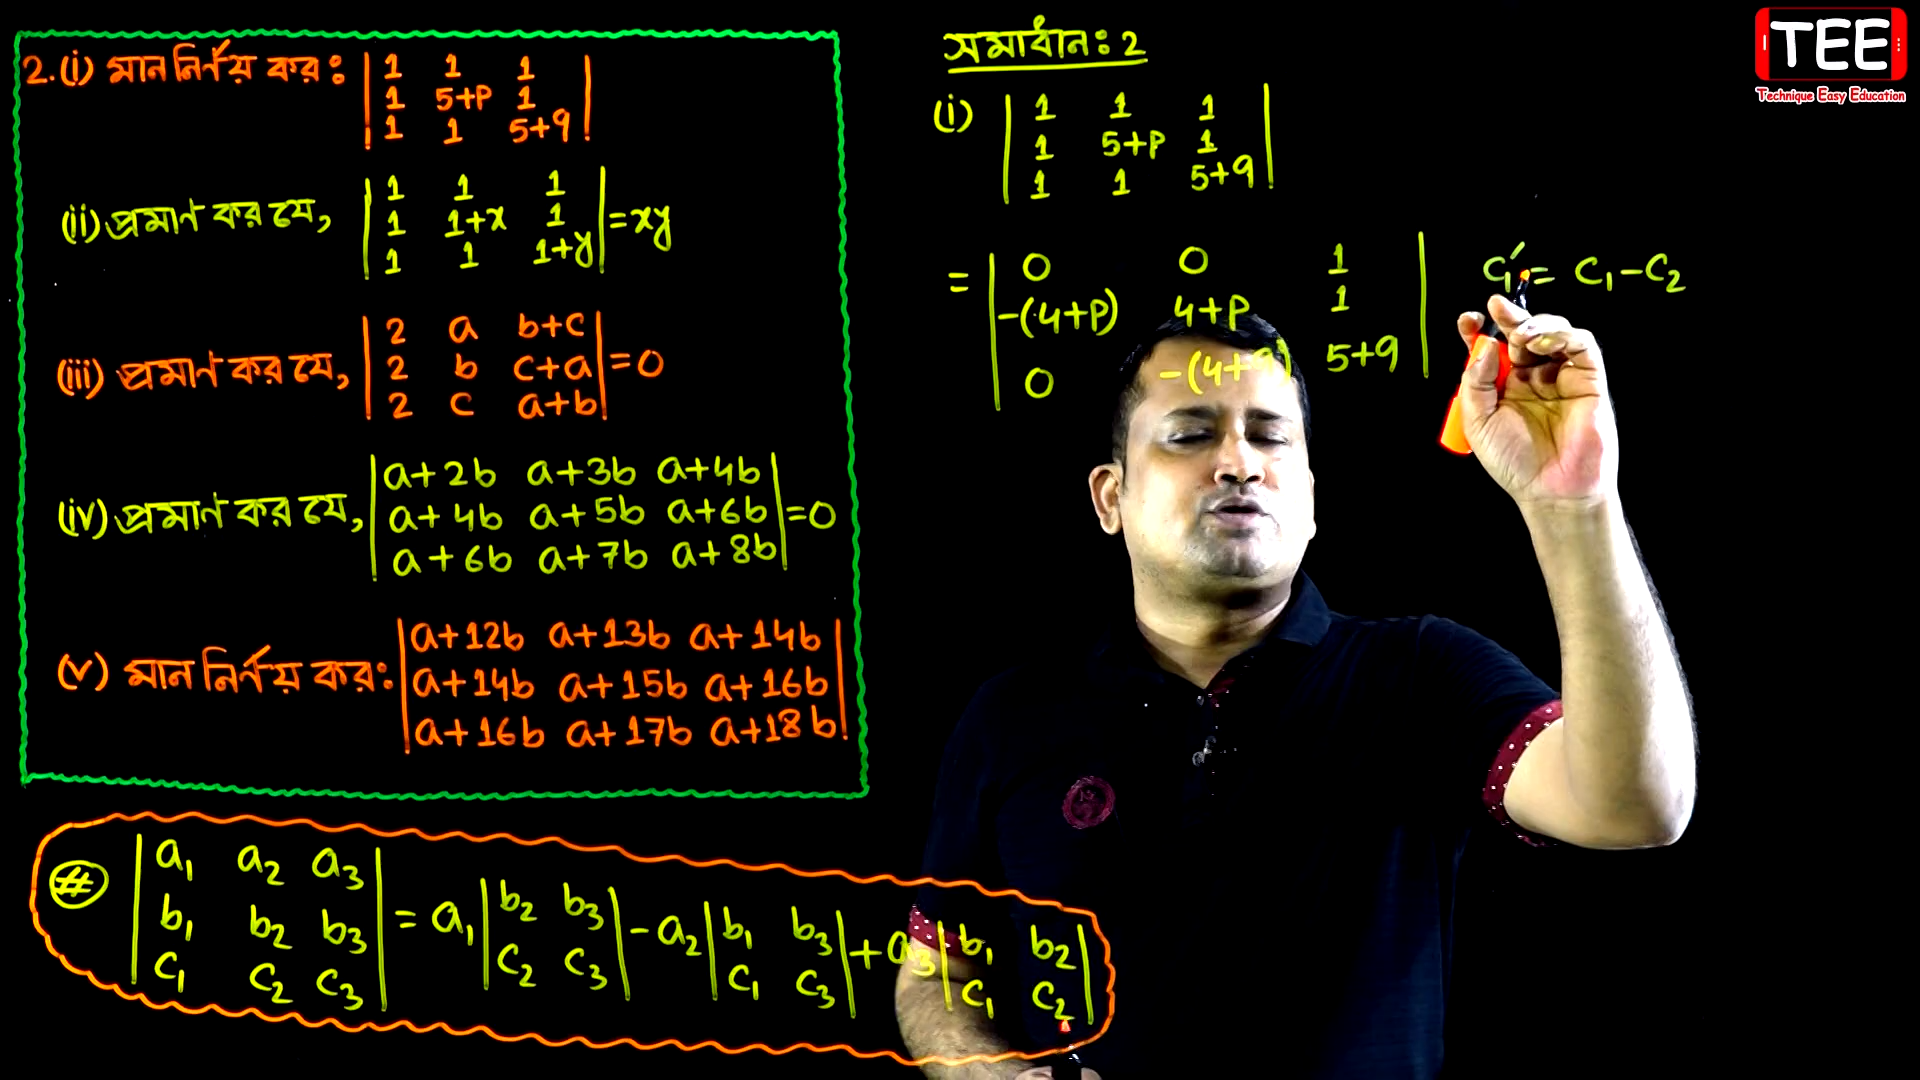 TEE
Technique Easy Education
2.(i) মান নির্ণয় কর: | 1 1 1 |
| 1 5+p 1 |
| 1 1 5+q |
(ii) প্রমাণ কর যে, | 1 1 1 |
| 1 1+x 1 | = xy
| 1 1 1+y |
(iii) প্রমাণ কর যে, | 2 a b+c |
| 2 b c+a | = 0
| 2 c a+b |
(iv) প্রমাণ কর যে, | a+2b a+3b a+4b |
| a+4b a+5b a+6b | = 0
| a+6b a+7b a+8b |
(v) মান নির্ণয় কর: | a+12b a+13b a+14b |
| a+14b a+15b a+16b |
| a+16b a+17b a+18b |
# | a₁ a₂ a₃ |
| b₁ b₂ b₃ | = a₁ | b₂ b₃ | - a₂ | b₁ b₃ | + a₃ | b₁ b₂ |
| c₁ c₂ c₃ | | c₂ c₃ | | c₁ c₃ | | c₁ c₂ |
সমাধান: 2
(i) | 1 1 1 |
| 1 5+p 1 |
| 1 1 5+q |
= | 0 0 1 | c₁′ = c₁-c₂
| -(4+p) 4+p 1 |
| 0 -(4+q) 5+q |